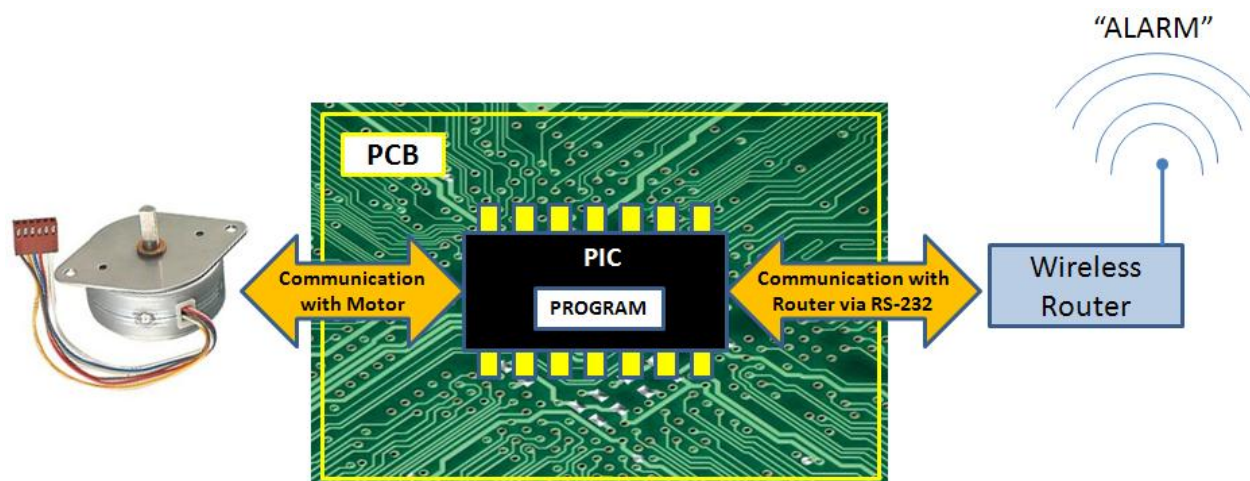 “ALARM”
PCB
PIC
PROGRAM
Communication
with Motor
Communication with
Router via RS-232
Wireless
Router